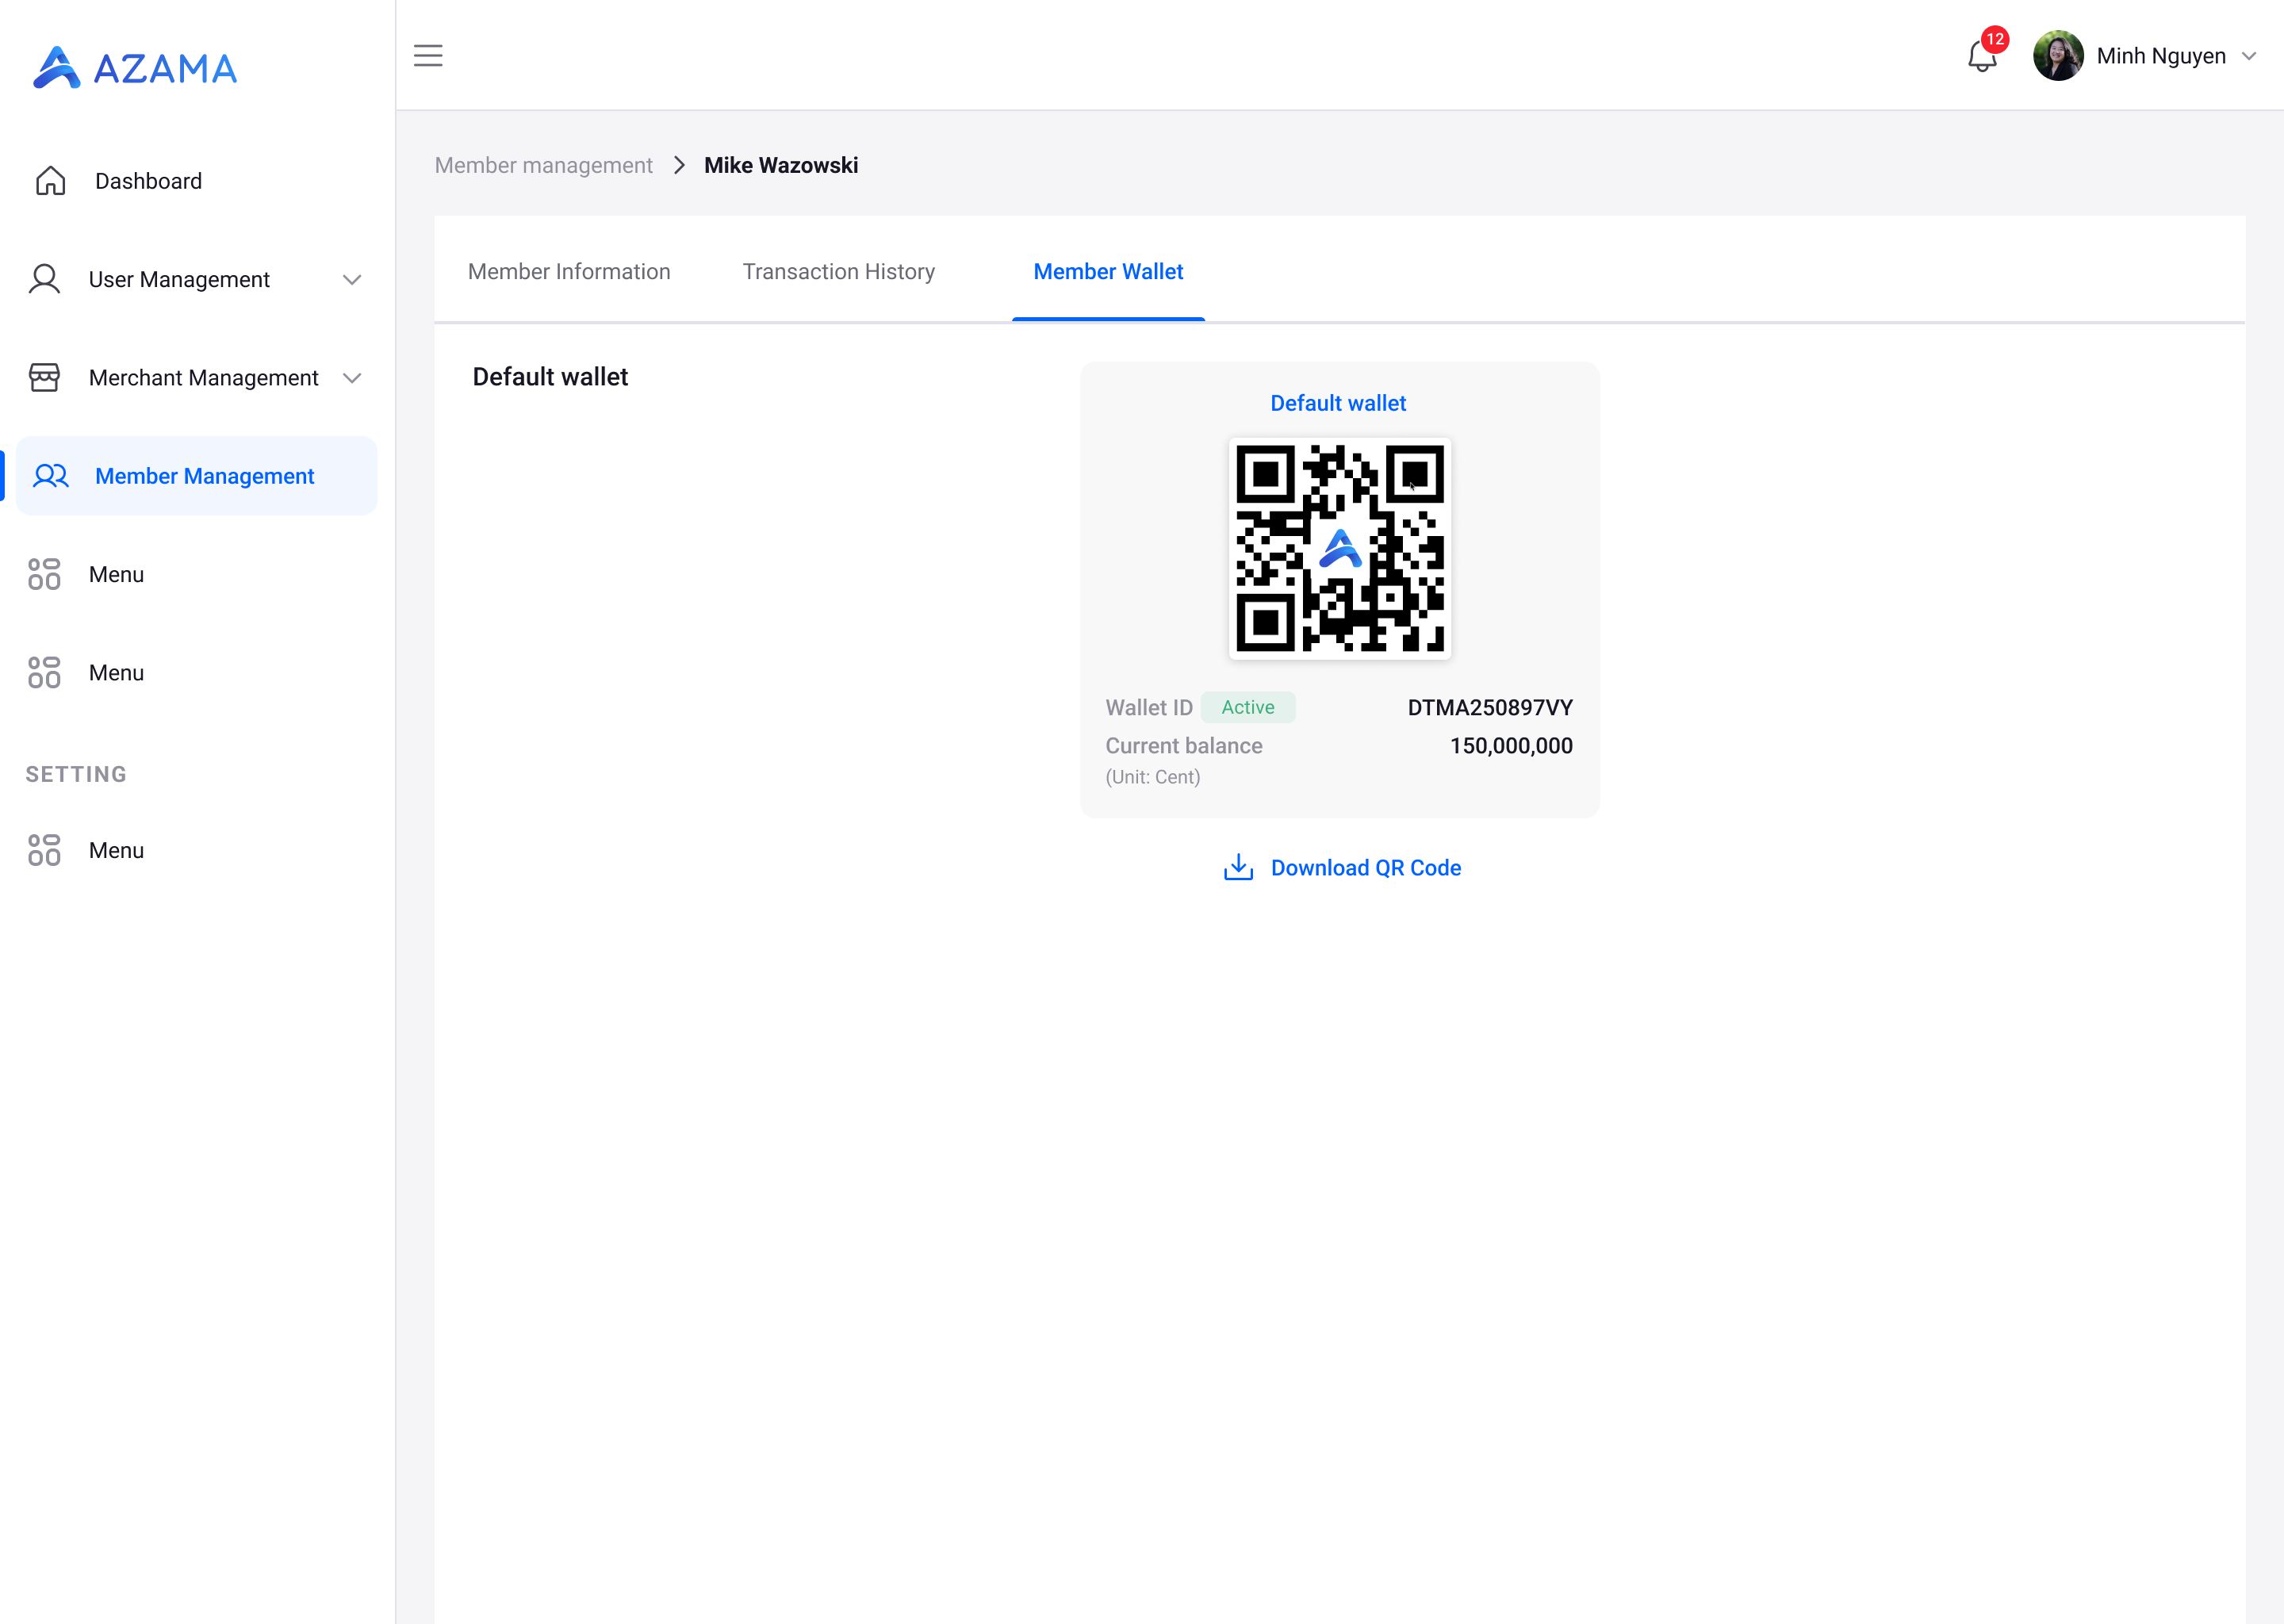 AZAMA
12
Minh Nguyen
Dashboard
User Management
Merchant Management
Member Management
Menu
Menu
SETTING
Menu
Member management > Mike Wazowski
Member Information Transaction History Member Wallet
Default wallet
Default wallet
Wallet ID Active DTMA250897VY
Current balance 150,000,000
(Unit: Cent)
Download QR Code